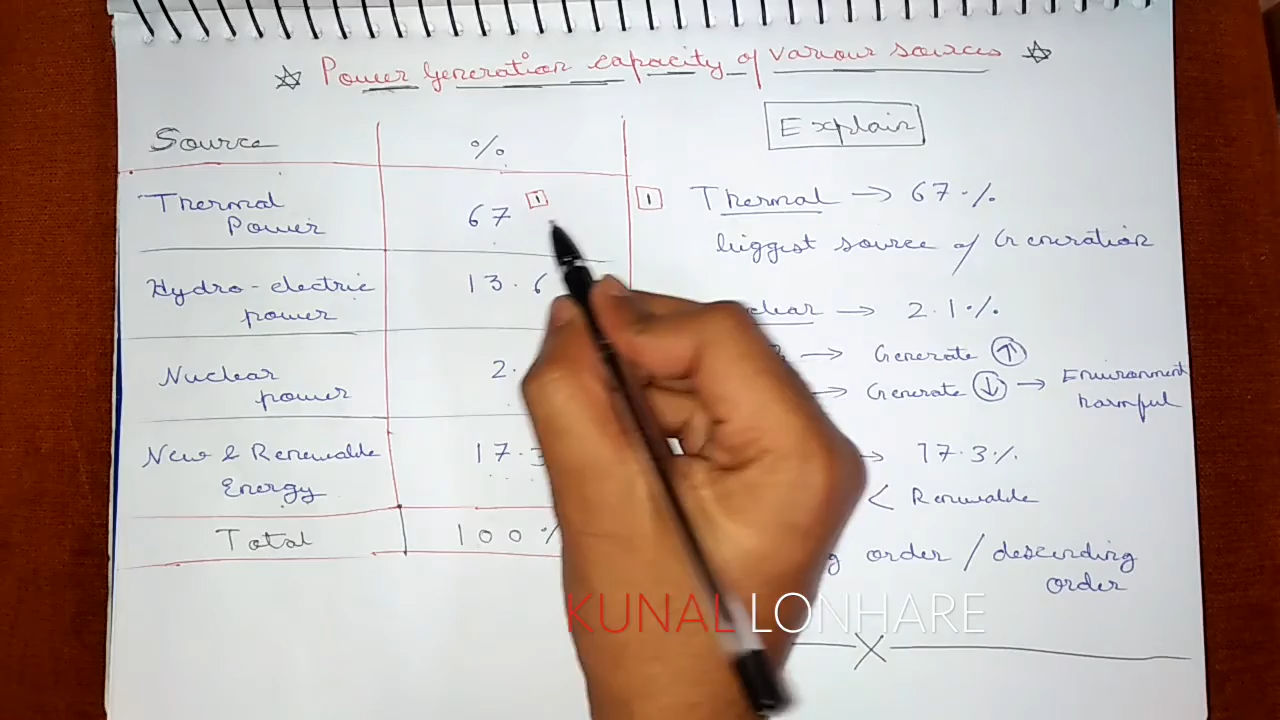 Power Generation capacity of various sources
Source %
Thermal Power 67 1
Hydro-electric power 13.6
Nuclear power 2.
New & Renewable Energy 17.3
Total 100%
Explain
1 Thermal → 67.%
biggest source of Generation
→ 2.1%
→ Generate ↑
→ Generate ↓ → Environment harmful
→ 17.3%
< Renewable
order / descending order
KUNAL LONHARE